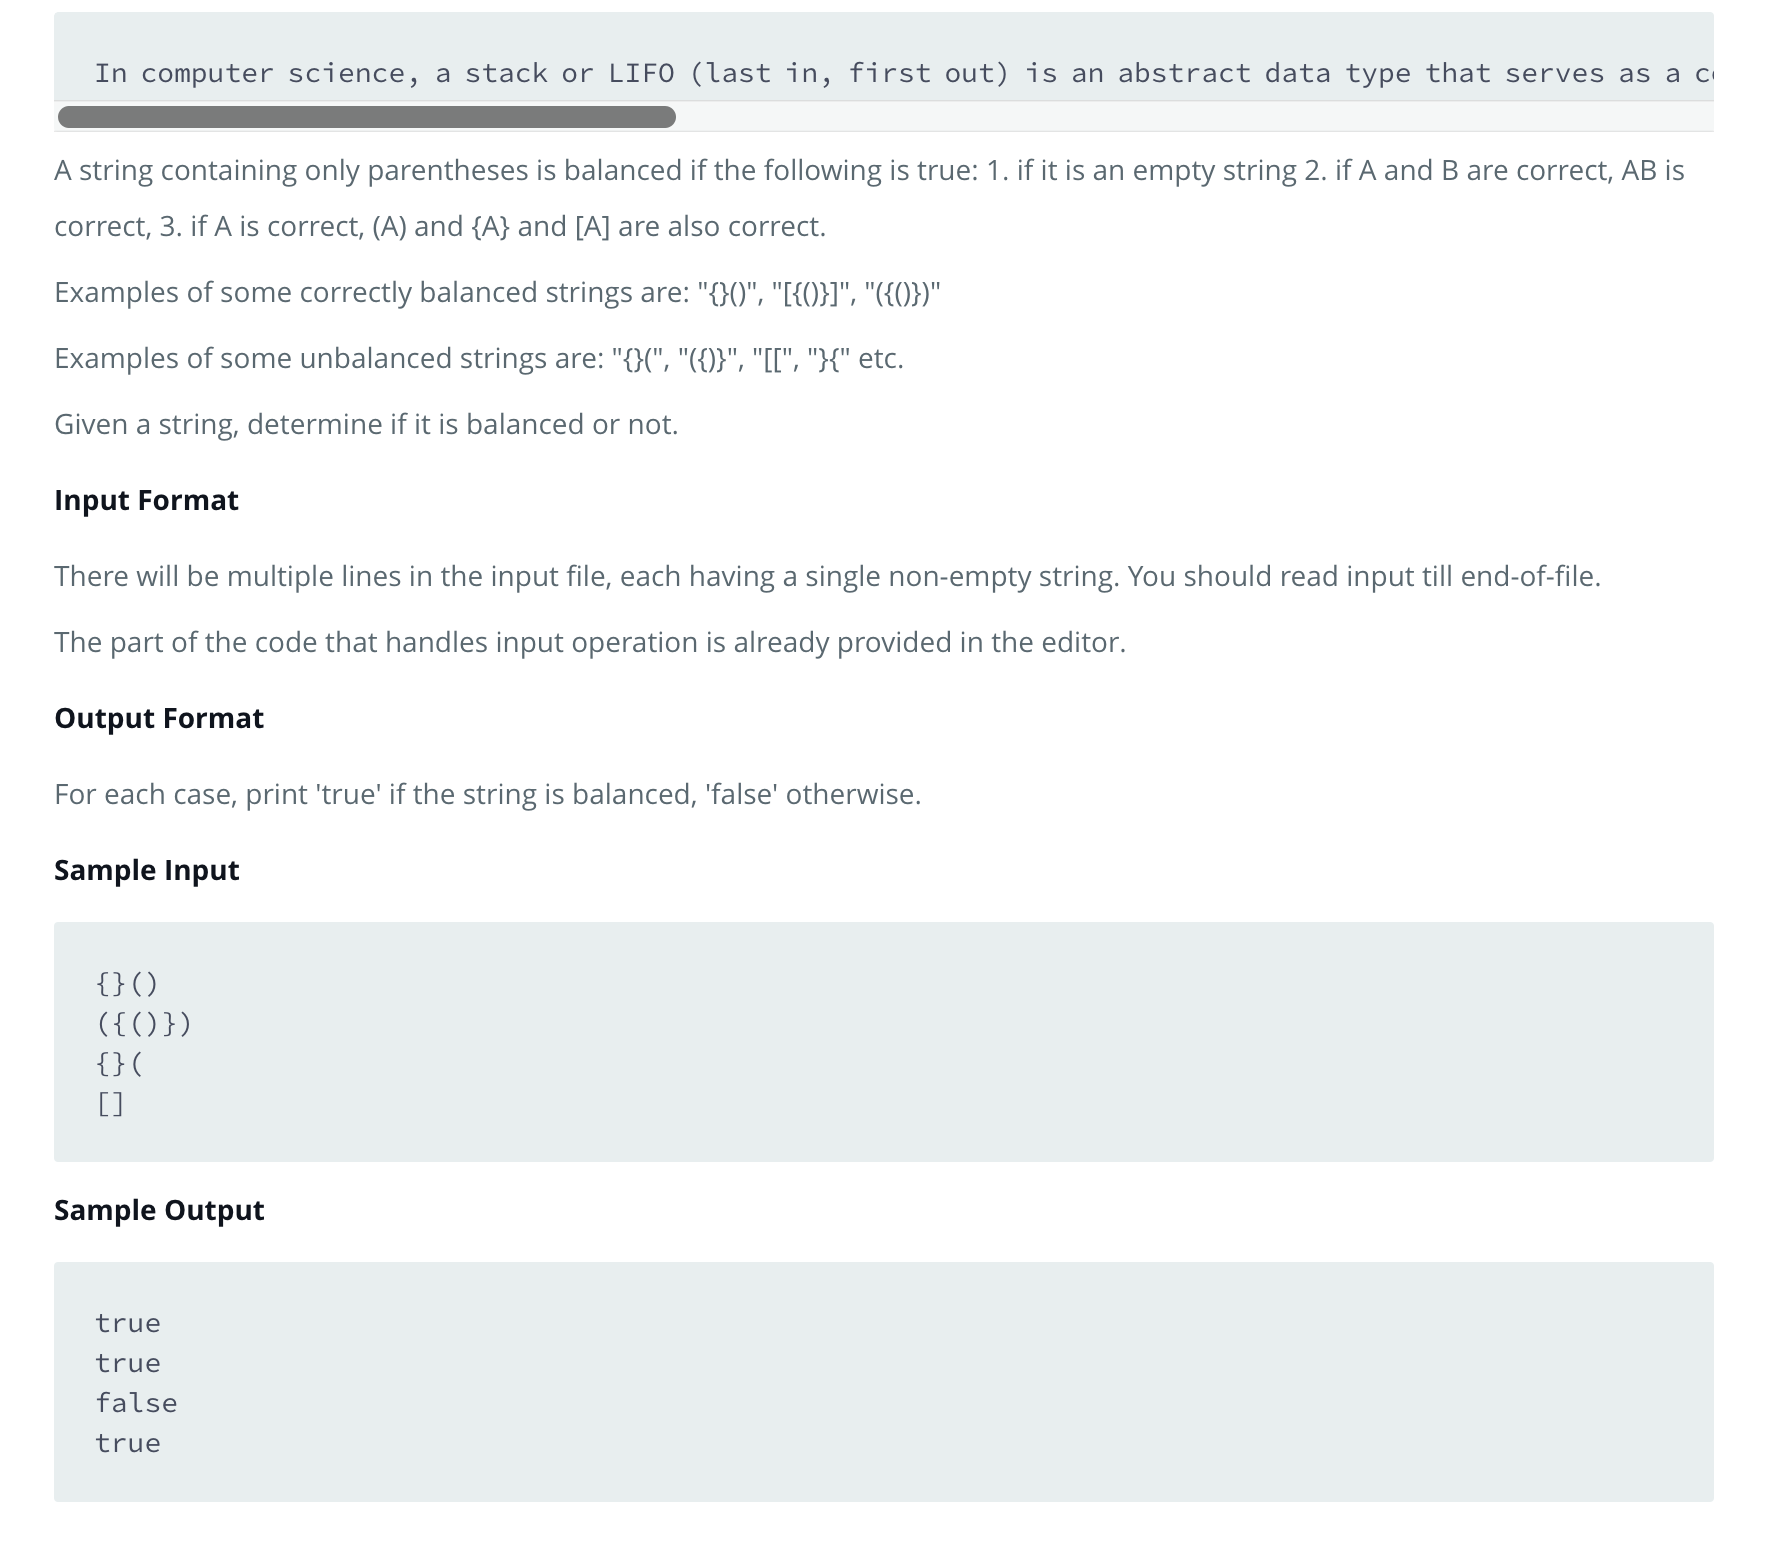 In computer science, a stack or LIFO (last in, first out) is an abstract data type that serves as a
A string containing only parentheses is balanced if the following is true: 1. if it is an empty string 2. if A and B are correct, AB is
correct, 3. if A is correct, (A) and {A} and [A] are also correct.
Examples of some correctly balanced strings are: "{}()", "[{()}]", "({()})"
Examples of some unbalanced strings are: "{}(", "({)}", "[[", "}{" etc.
Given a string, determine if it is balanced or not.
Input Format
There will be multiple lines in the input file, each having a single non-empty string. You should read input till end-of-file.
The part of the code that handles input operation is already provided in the editor.
Output Format
For each case, print 'true' if the string is balanced, 'false' otherwise.
Sample Input
{}()
({()})
{}(
[]
Sample Output
true
true
false
true